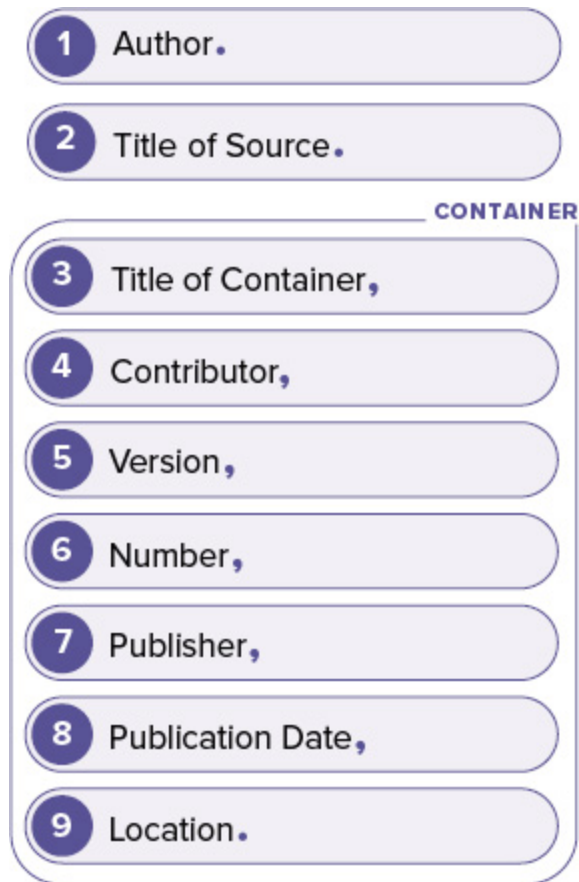 1 Author.
2 Title of Source.
CONTAINER
3 Title of Container,
4 Contributor,
5 Version,
6 Number,
7 Publisher,
8 Publication Date,
9 Location.